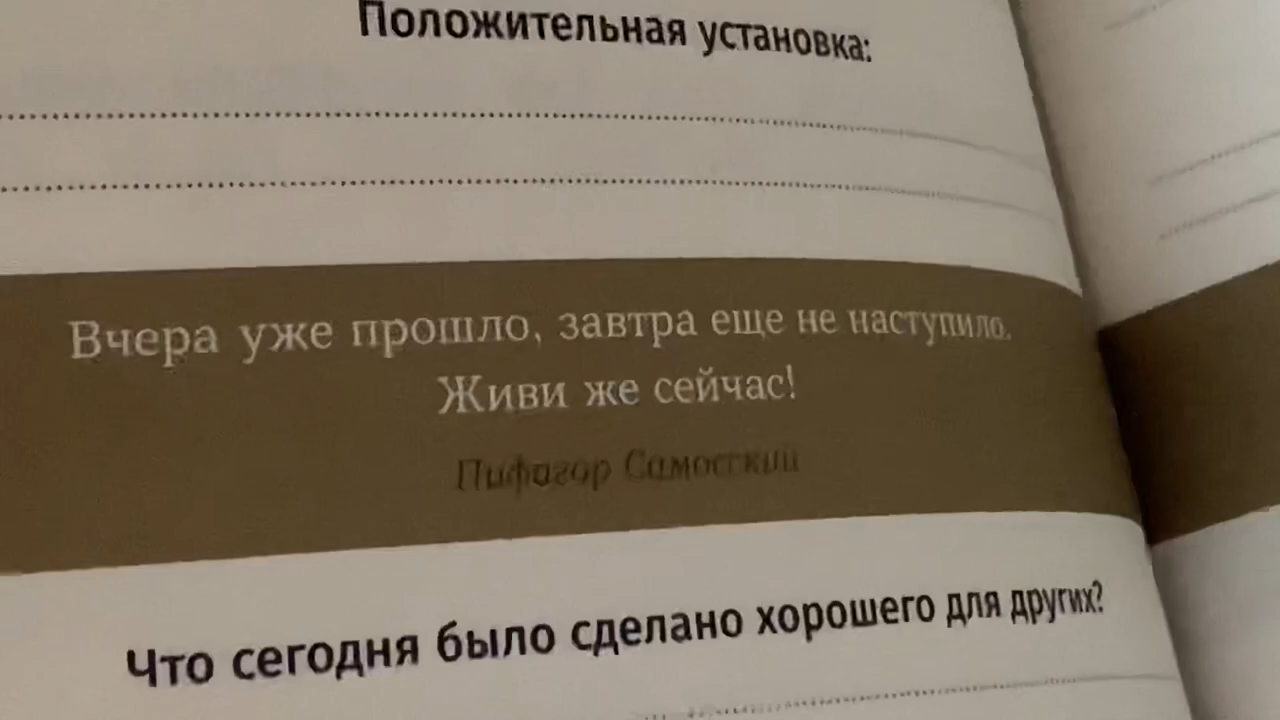 Положительная установка:
Вчера уже прошло, завтра еще не наступило.
Живи же сейчас!
Пифагор Самосский
Что сегодня было сделано хорошего для других?